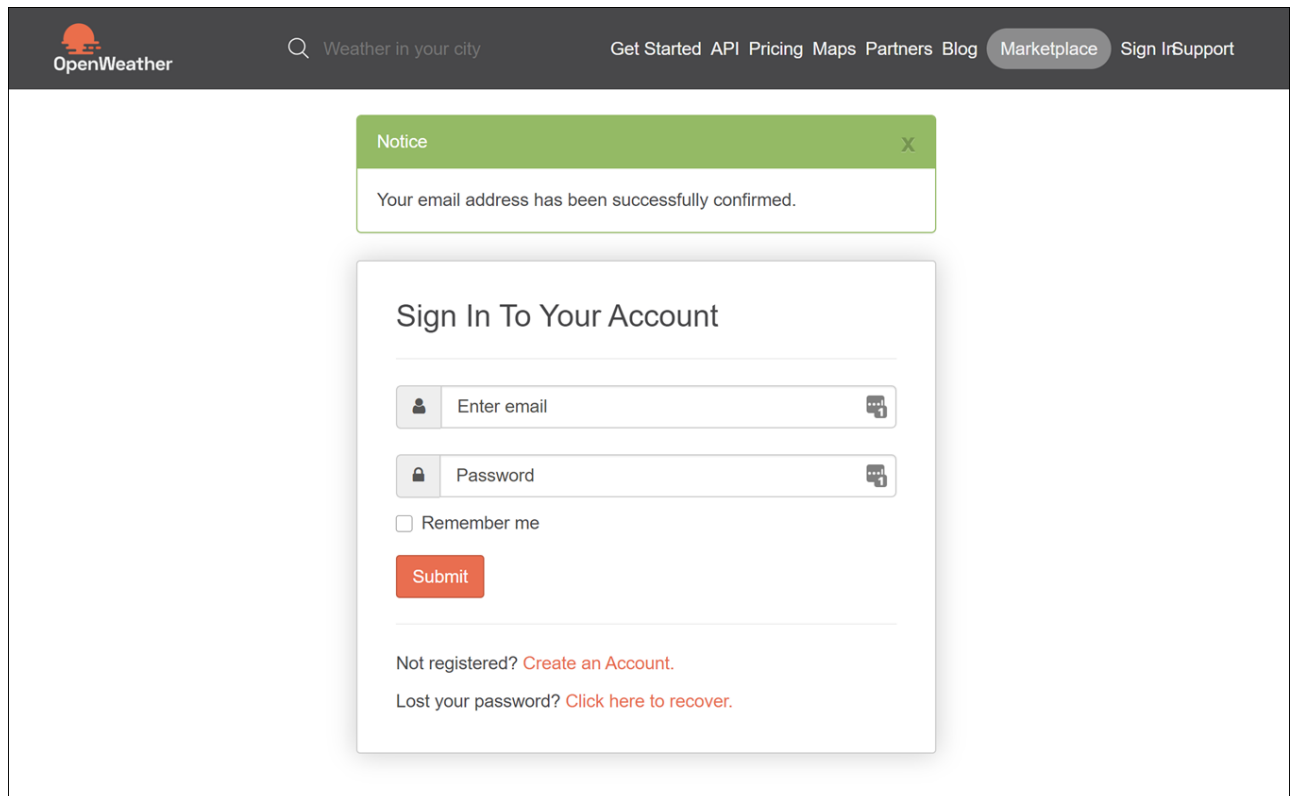 OpenWeather
Weather in your city
Get Started API Pricing Maps Partners Blog Marketplace Sign In Support
Notice
x
Your email address has been successfully confirmed.
Sign In To Your Account
Enter email
1
Password
1
Remember me
Submit
Not registered? Create an Account.
Lost your password? Click here to recover.